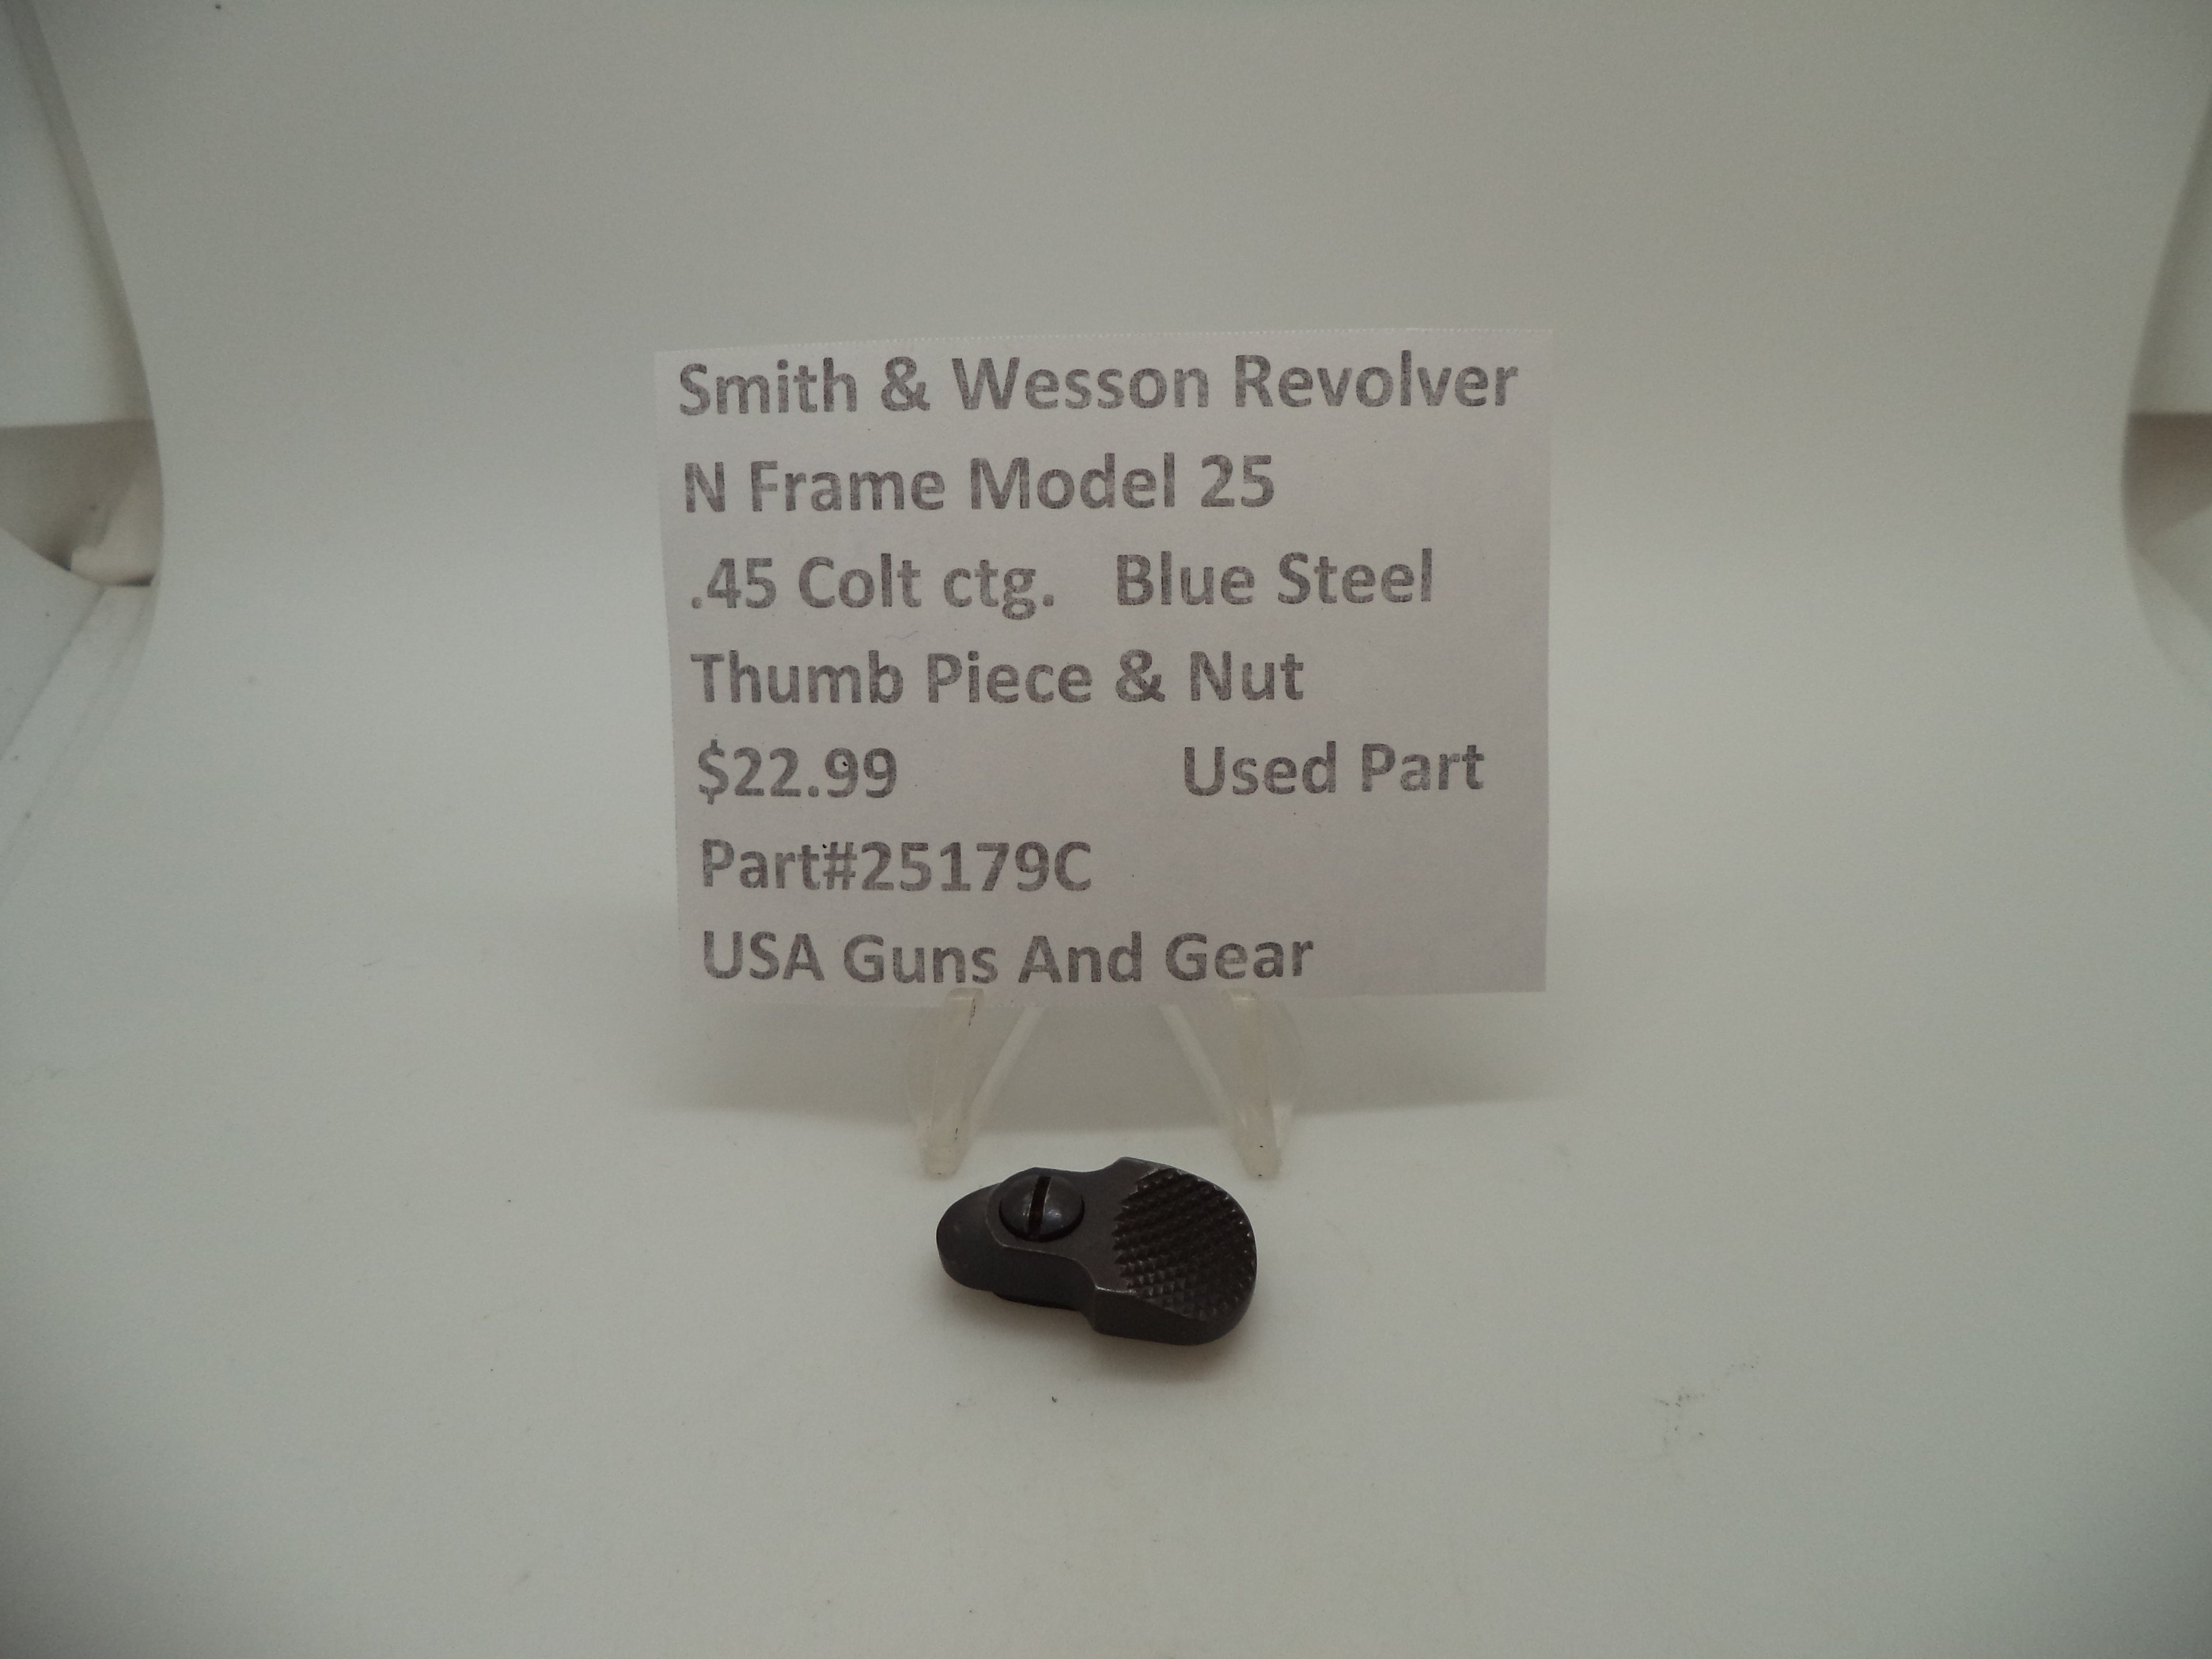 Smith & Wesson Revolver
N Frame Model 25
.45 Colt ctg. Blue Steel
Thumb Piece & Nut
$22.99 Used Part
Part#25179C
USA Guns And Gear